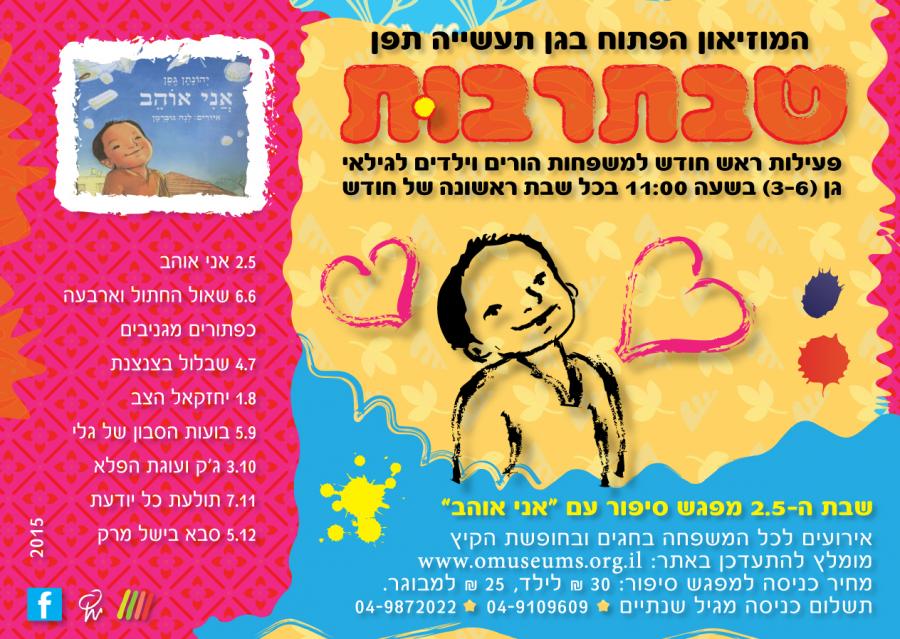 המוזיאון הפתוח בגן תעשייה תפן
שבתרבות
פעילות ראש חודש למשפחות הורים וילדים לגילאי
גן (3-6) בשעה 11:00 בכל שבת ראשונה של חודש
יהונתן גפן
אֲנִי אוֹהֵב
איורים: לנה גוברמן
2.5 אני אוהב
6.6 שאול החתול וארבעה
כפתורים מגניבים
4.7 שבלול בצנצנת
1.8 יחזקאל הצב
5.9 בועות הסבון של גלי
3.10 ג'ק ועוגת הפלא
7.11 תולעת כל יודעת
5.12 סבא בישל מרק
2015
שבת ה-2.5 מפגש סיפור עם "אני אוהב"
אירועים לכל המשפחה בחגים ובחופשת הקיץ
מומלץ להתעדכן באתר: www.omuseums.org.il
מחיר כניסה למפגש סיפור: 30 ₪ לילד, 25 ₪ למבוגר.
תשלום כניסה מגיל שנתיים ★ 04-9109609 ★ 04-9872022
f